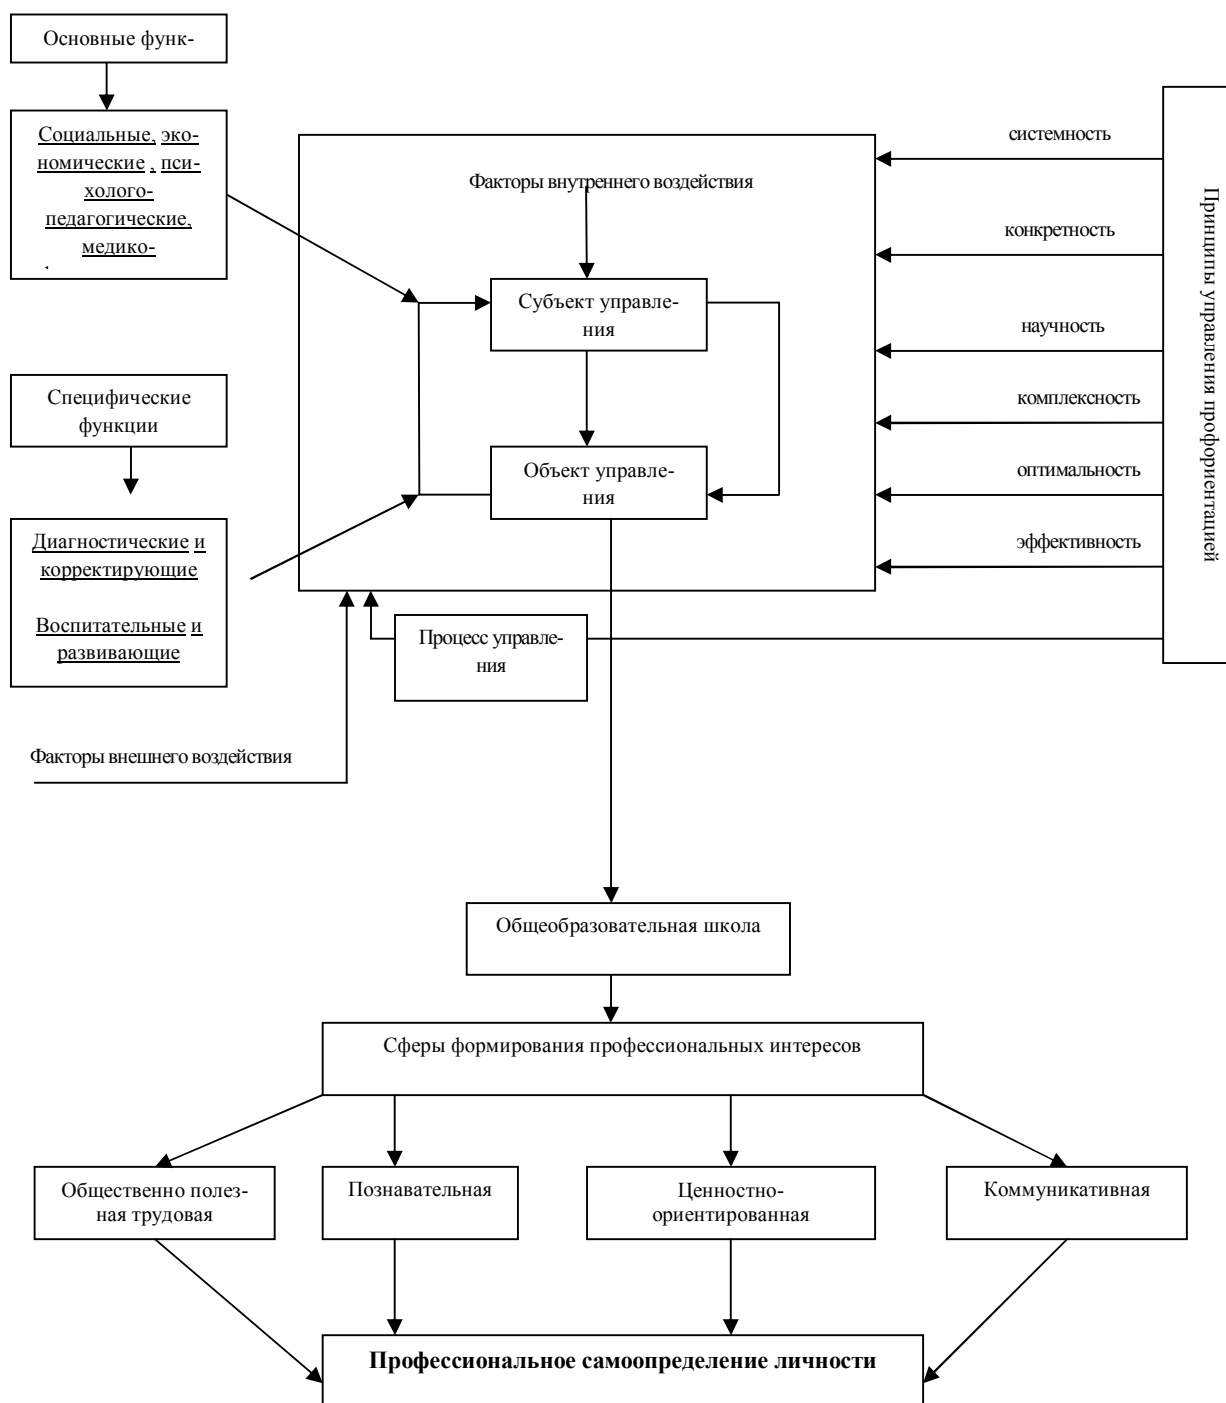 Основные функ-
Социальные, эко-
номические , пси-
холого-
педагогические,
медико-
Специфические
функции
Диагностические и
корректирующие
Воспитательные и
развивающие
Факторы внешнего воздействия
Факторы внутреннего воздействия
Субъект управле-
ния
Объект управле-
ния
Процесс управле-
ния
системность
конкретность
научность
комплексность
оптимальность
эффективность
Принципы управления профориентацией
Общеобразовательная школа
Сферы формирования профессиональных интересов
Общественно полез-
ная трудовая
Познавательная
Ценностно-
ориентированная
Коммуникативная
Профессиональное самоопределение личности